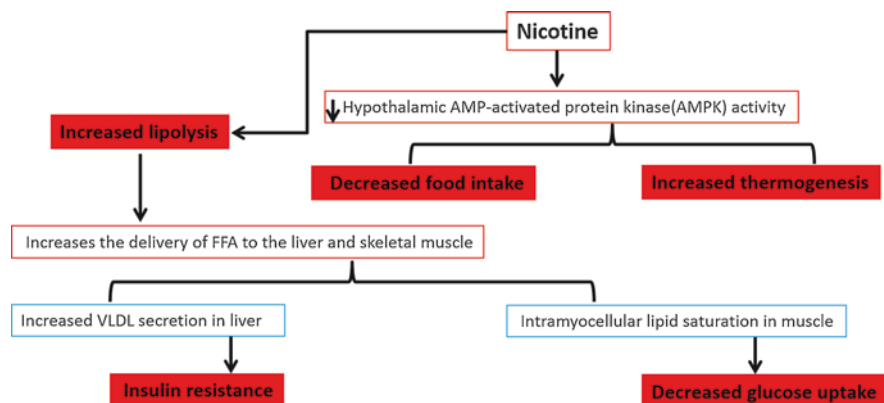 Nicotine
Hypothalamic AMP-activated protein kinase(AMPK) activity
Increased lipolysis
Decreased food intake
Increased thermogenesis
Increases the delivery of FFA to the liver and skeletal muscle
Increased VLDL secretion in liver
Intramyocellular lipid saturation in muscle
Insulin resistance
Decreased glucose uptake